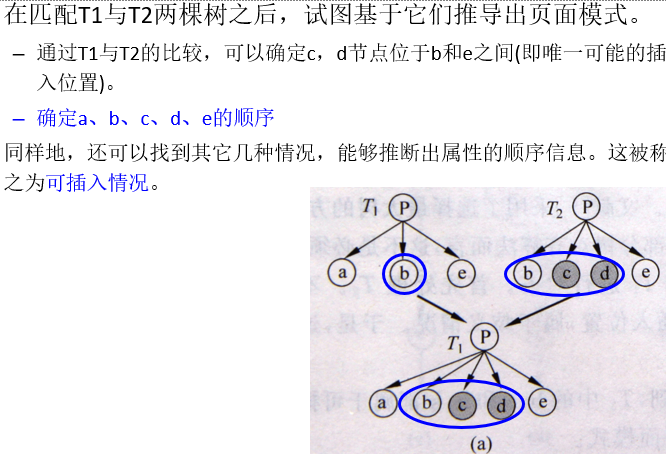 在匹配T1与T2两棵树之后，试图基于它们推导出页面模式。
– 通过T1与T2的比较，可以确定c，d节点位于b和e之间(即唯一可能的插
入位置)。
– 确定a、b、c、d、e的顺序
同样地，还可以找到其它几种情况，能够推断出属性的顺序信息。这被称
之为可插入情况。
T1 P T2 P
a b e b c d e
T1 P
a b c d e
(a)